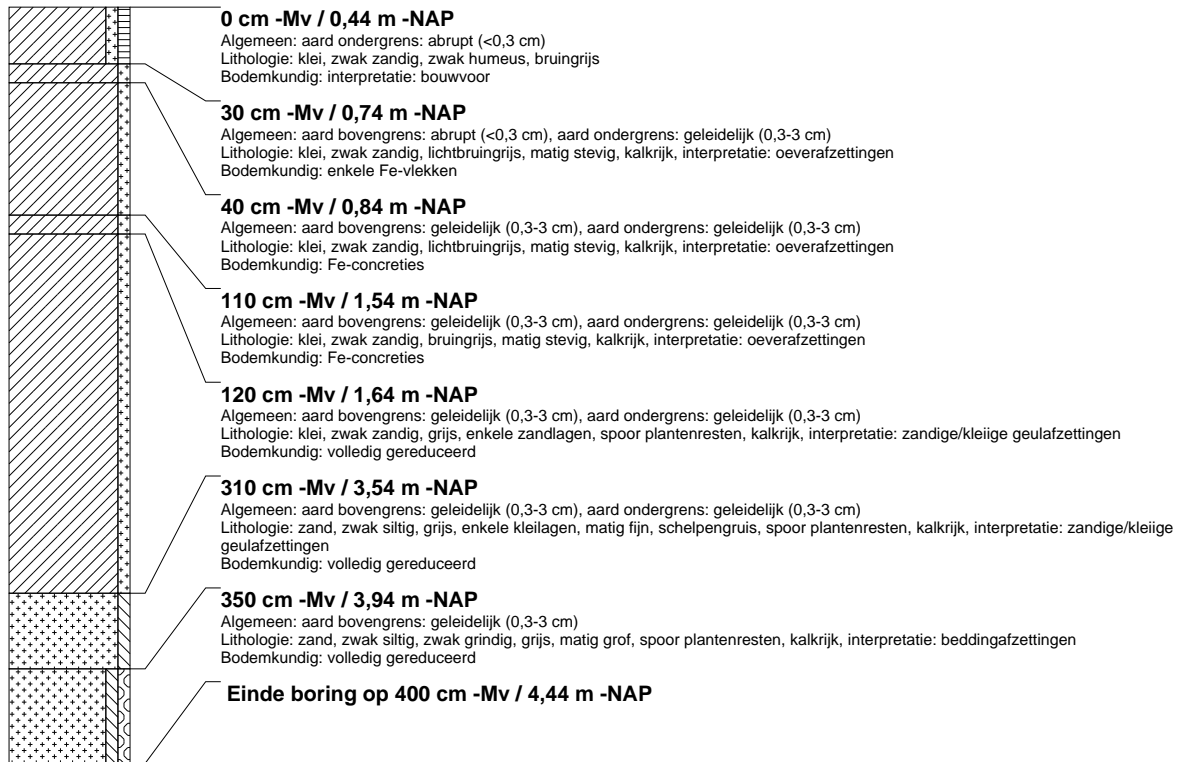 0 cm -Mv / 0,44 m -NAP
Algemeen: aard ondergrens: abrupt (<0,3 cm)
Lithologie: klei, zwak zandig, zwak humeus, bruingrijs
Bodemkundig: interpretatie: bouwvoor
30 cm -Mv / 0,74 m -NAP
Algemeen: aard bovengrens: abrupt (<0,3 cm), aard ondergrens: geleidelijk (0,3-3 cm)
Lithologie: klei, zwak zandig, lichtbruingrijs, matig stevig, kalkrijk, interpretatie: oeverafzettingen
Bodemkundig: enkele Fe-vlekken
40 cm -Mv / 0,84 m -NAP
Algemeen: aard bovengrens: geleidelijk (0,3-3 cm), aard ondergrens: geleidelijk (0,3-3 cm)
Lithologie: klei, zwak zandig, lichtbruingrijs, matig stevig, kalkrijk, interpretatie: oeverafzettingen
Bodemkundig: Fe-concreties
110 cm -Mv / 1,54 m -NAP
Algemeen: aard bovengrens: geleidelijk (0,3-3 cm), aard ondergrens: geleidelijk (0,3-3 cm)
Lithologie: klei, zwak zandig, bruingrijs, matig stevig, kalkrijk, interpretatie: oeverafzettingen
Bodemkundig: Fe-concreties
120 cm -Mv / 1,64 m -NAP
Algemeen: aard bovengrens: geleidelijk (0,3-3 cm), aard ondergrens: geleidelijk (0,3-3 cm)
Lithologie: klei, zwak zandig, grijs, enkele zandlagen, spoor plantenresten, kalkrijk, interpretatie: zandige/kleiige geulafzettingen
Bodemkundig: volledig gereduceerd
310 cm -Mv / 3,54 m -NAP
Algemeen: aard bovengrens: geleidelijk (0,3-3 cm), aard ondergrens: geleidelijk (0,3-3 cm)
Lithologie: zand, zwak siltig, grijs, enkele kleilagen, matig fijn, schelpengruis, spoor plantenresten, kalkrijk, interpretatie: zandige/kleiige
geulafzettingen
Bodemkundig: volledig gereduceerd
350 cm -Mv / 3,94 m -NAP
Algemeen: aard bovengrens: geleidelijk (0,3-3 cm)
Lithologie: zand, zwak siltig, zwak grindig, grijs, matig grof, spoor plantenresten, kalkrijk, interpretatie: beddingafzettingen
Bodemkundig: volledig gereduceerd
Einde boring op 400 cm -Mv / 4,44 m -NAP